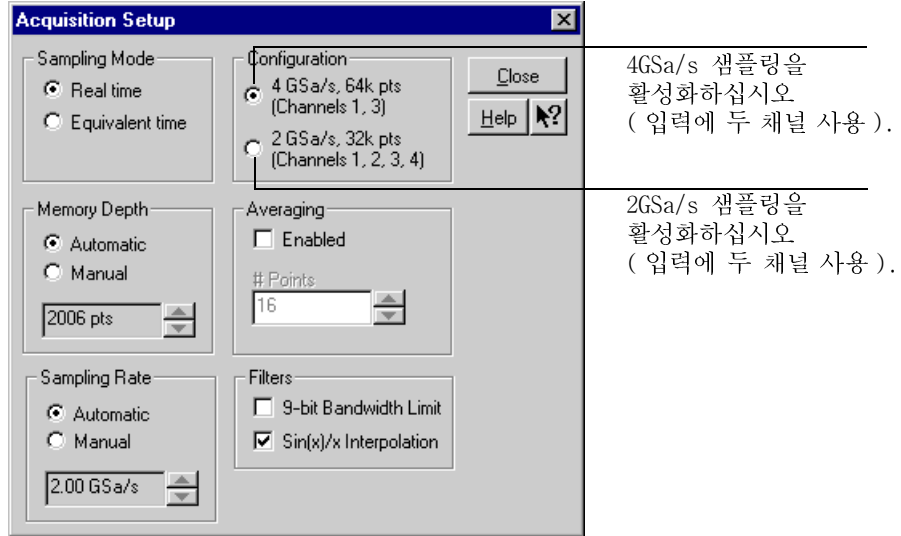 Acquisition Setup
Sampling Mode
Real time
Equivalent time
Configuration
4 GSa/s, 64k pts
(Channels 1, 3)
2 GSa/s, 32k pts
(Channels 1, 2, 3, 4)
Close
Help
Memory Depth
Automatic
Manual
2006 pts
Averaging
Enabled
# Points
16
Sampling Rate
Automatic
Manual
2.00 GSa/s
Filters
9-bit Bandwidth Limit
Sin(x)/x Interpolation
4GSa/s 샘플링을
활성화하십시오
( 입력에 두 채널 사용 ).
2GSa/s 샘플링을
활성화하십시오
( 입력에 두 채널 사용 ).